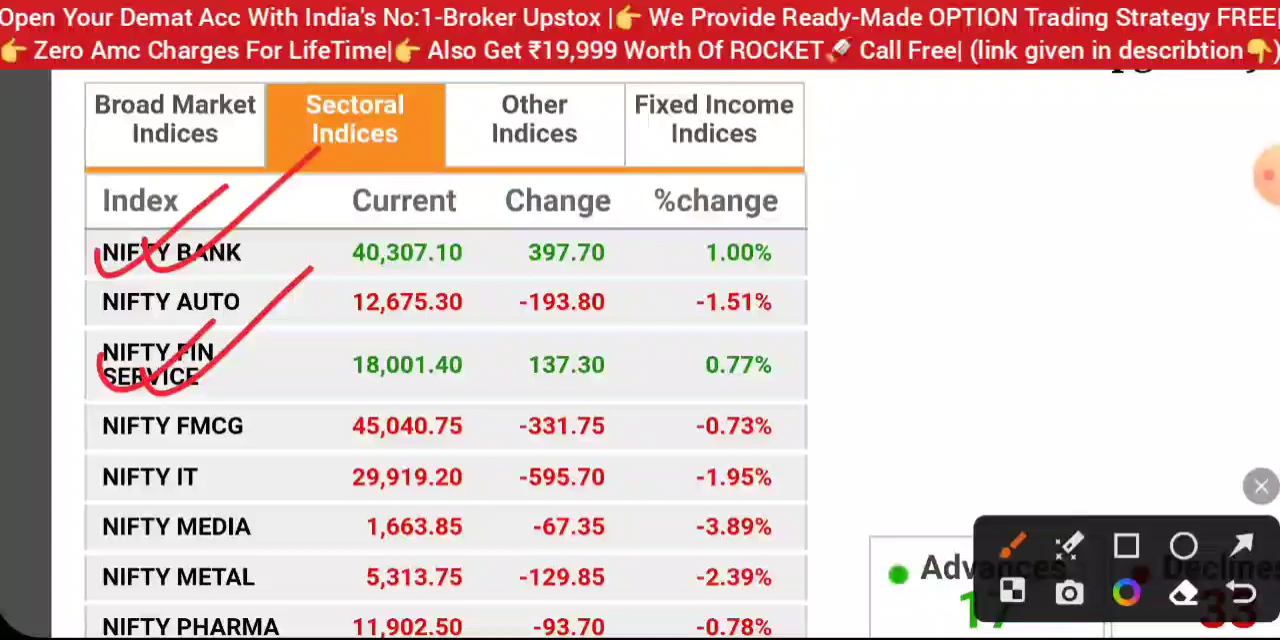 Open Your Demat Acc With India's No:1-Broker Upstox |👉 We Provide Ready-Made OPTION Trading Strategy FREE|
👉 Zero Amc Charges For LifeTime|👉 Also Get ₹19,999 Worth Of ROCKET🚀 Call Free| (link given in describtion👇)
Broad Market Indices
Sectoral Indices
Other Indices
Fixed Income Indices
Index Current Change %change
NIFTY BANK 40,307.10 397.70 1.00%
NIFTY AUTO 12,675.30 -193.80 -1.51%
NIFTY FIN
SERVICE 18,001.40 137.30 0.77%
NIFTY FMCG 45,040.75 -331.75 -0.73%
NIFTY IT 29,919.20 -595.70 -1.95%
NIFTY MEDIA 1,663.85 -67.35 -3.89%
NIFTY METAL 5,313.75 -129.85 -2.39%
NIFTY PHARMA 11,902.50 -93.70 -0.78%
Advances
17
Declines
33